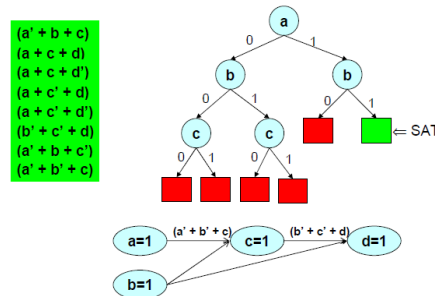 (a' + b + c)
(a + c + d)
(a + c + d')
(a + c' + d)
(a + c' + d')
(b' + c' + d)
(a' + b + c')
(a' + b' + c)
a
0 1
b b
0 1 0 1
c c ⇐ SAT
0 1 0 1
(a' + b' + c) (b' + c' + d)
a=1 c=1 d=1
b=1